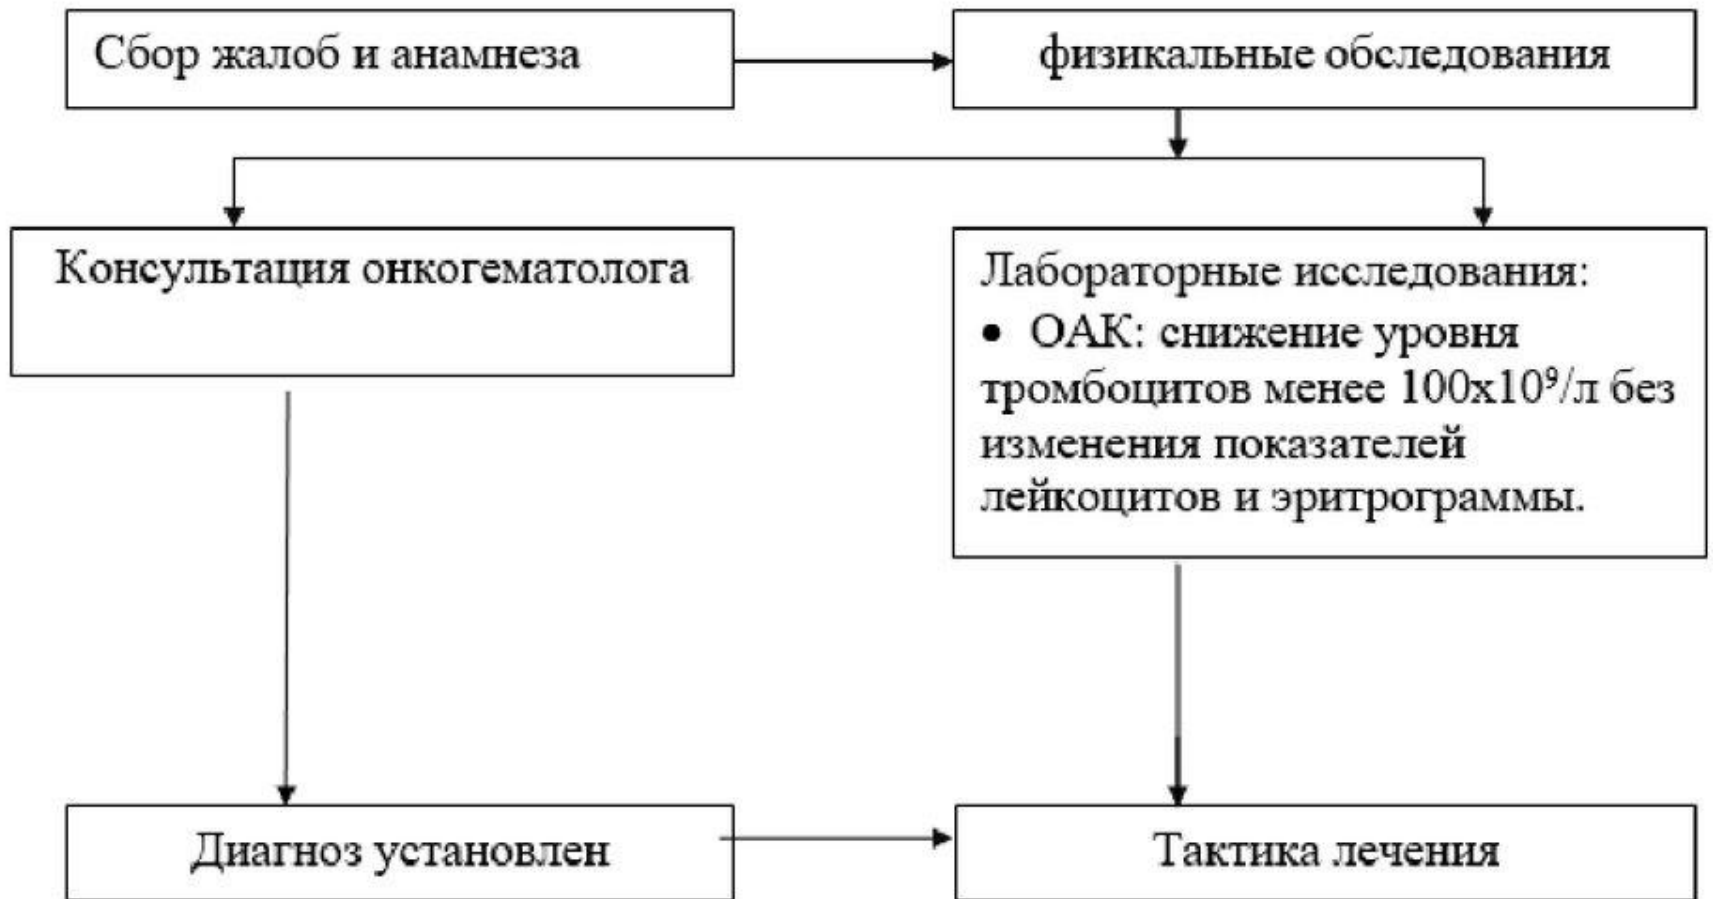 Сбор жалоб и анамнеза
физикальные обследования
Консультация онкогематолога
Лабораторные исследования:
• ОАК: снижение уровня
тромбоцитов менее 100х10⁹/л без
изменения показателей
лейкоцитов и эритрограммы.
Диагноз установлен
Тактика лечения